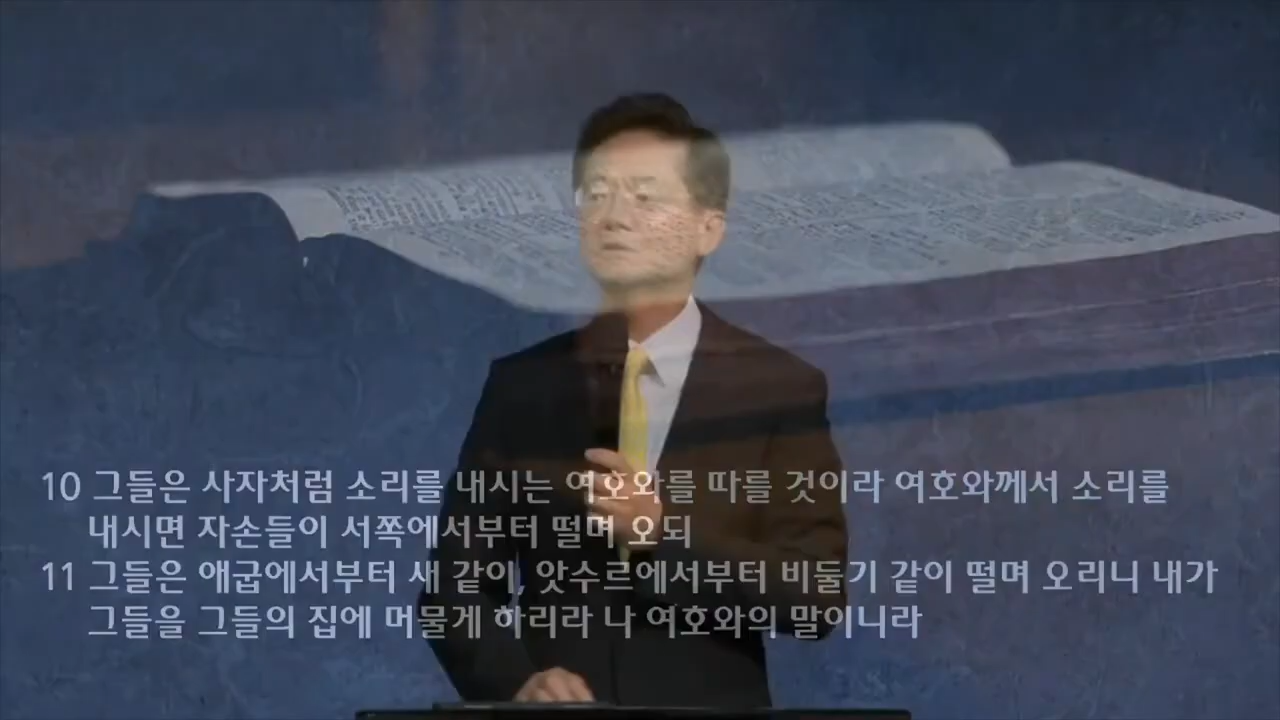 10 그들은 사자처럼 소리를 내시는 여호와를 따를 것이라 여호와께서 소리를
내시면 자손들이 서쪽에서부터 떨며 오되
11 그들은 애굽에서부터 새 같이, 앗수르에서부터 비둘기 같이 떨며 오리니 내가
그들을 그들의 집에 머물게 하리라 나 여호와의 말이니라